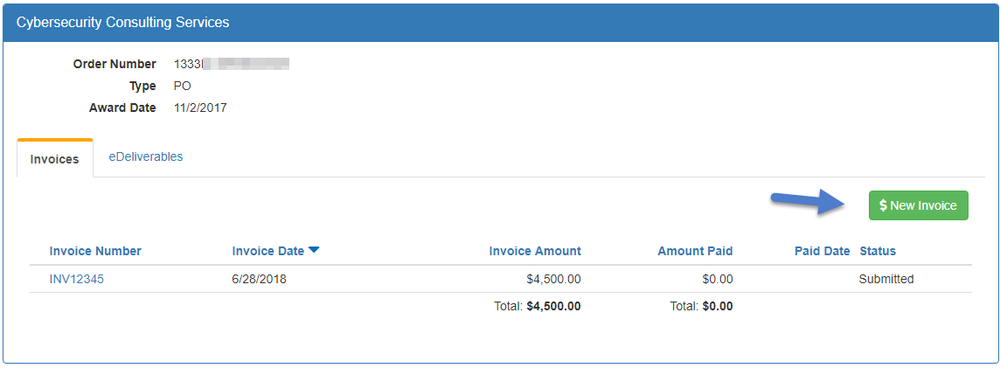 Cybersecurity Consulting Services
Order Number 1333
Type PO
Award Date 11/2/2017
Invoices eDeliverables
$ New Invoice
Invoice Number Invoice Date Invoice Amount Amount Paid Paid Date Status
INV12345 6/28/2018 $4,500.00 $0.00 Submitted
Total: $4,500.00 Total: $0.00